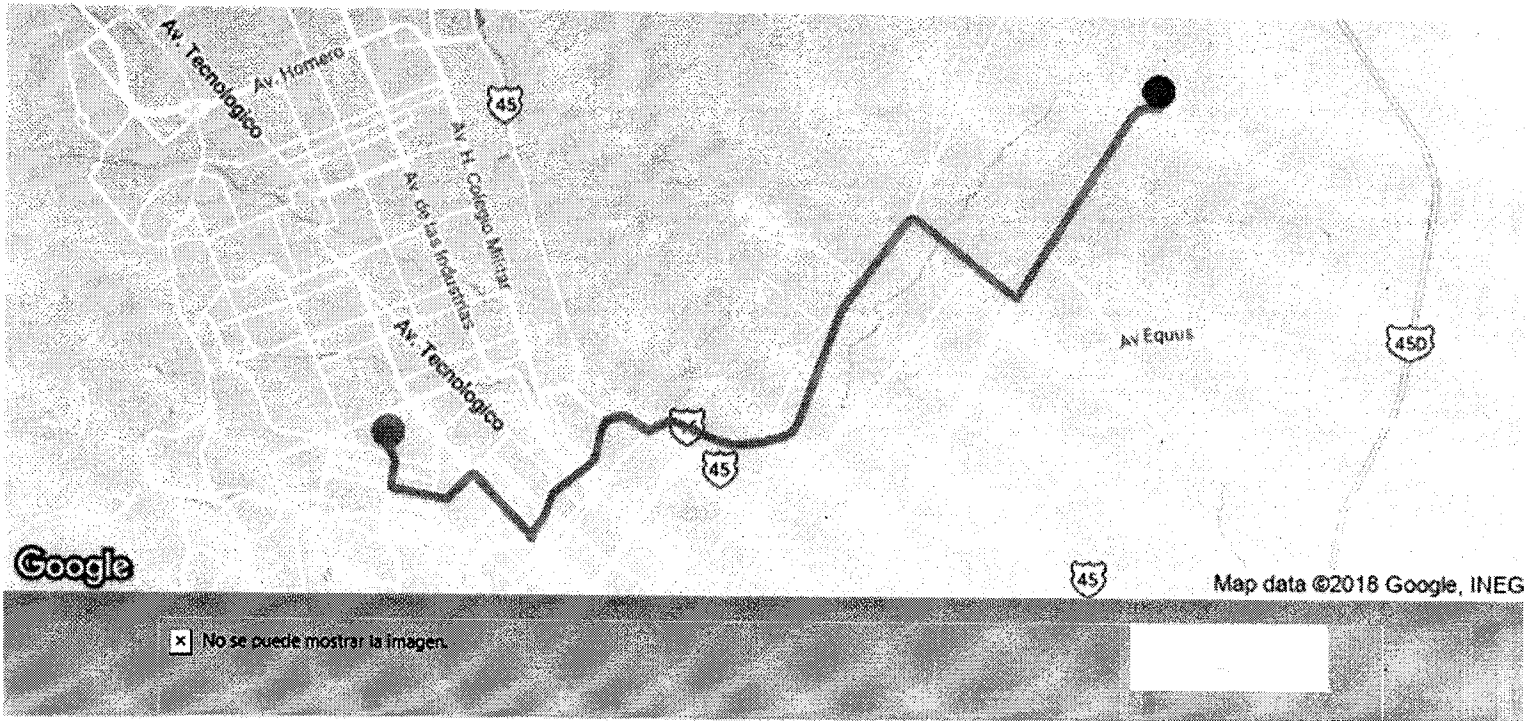 Av. Tecnologico
Av. Homero
45
Av. H. Colegio Militar
Av. de las Industrias
Av. Tecnologico
Av Equus
45D
45
Google
45
Map data ©2018 Google, INEG
No se puede mostrar la imagen.